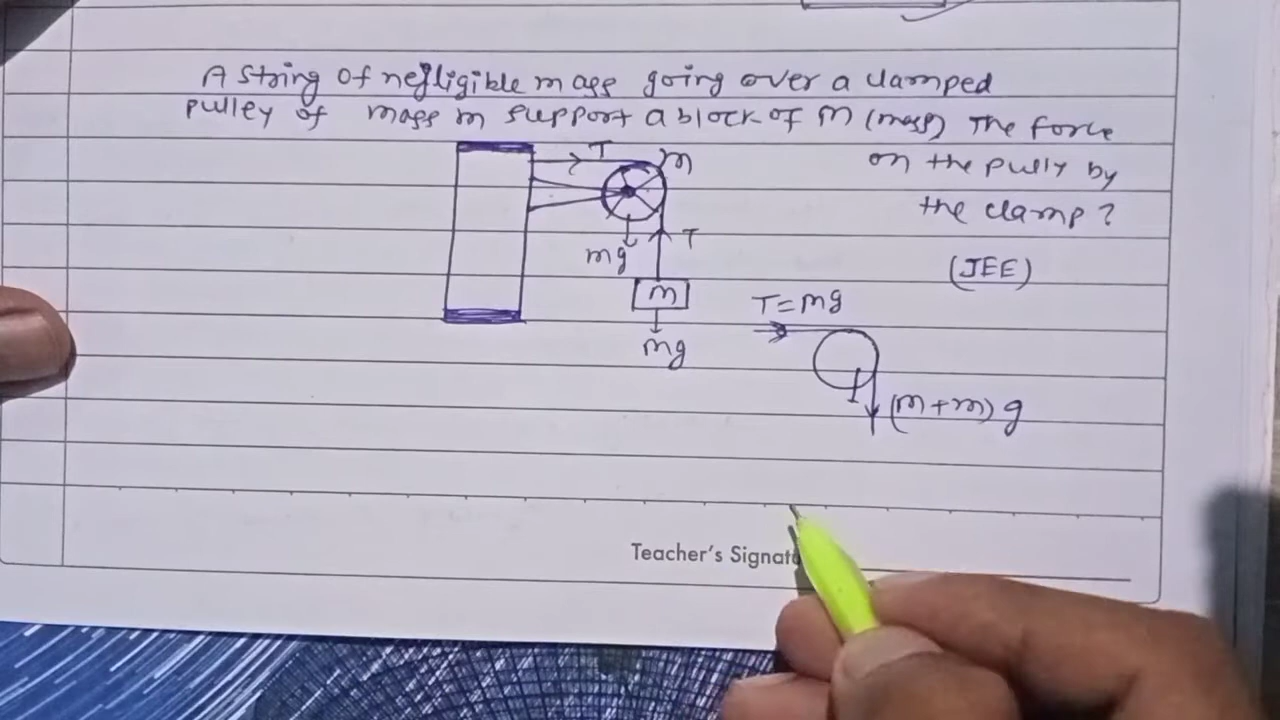 A string of negligible mass going over a clamped
pulley of mass m support a block of M (mass) The force
on the pully by
the clamp?
(JEE)
T
m
mg
T
m
mg
T=Mg
(M+m)g
Teacher's Signat